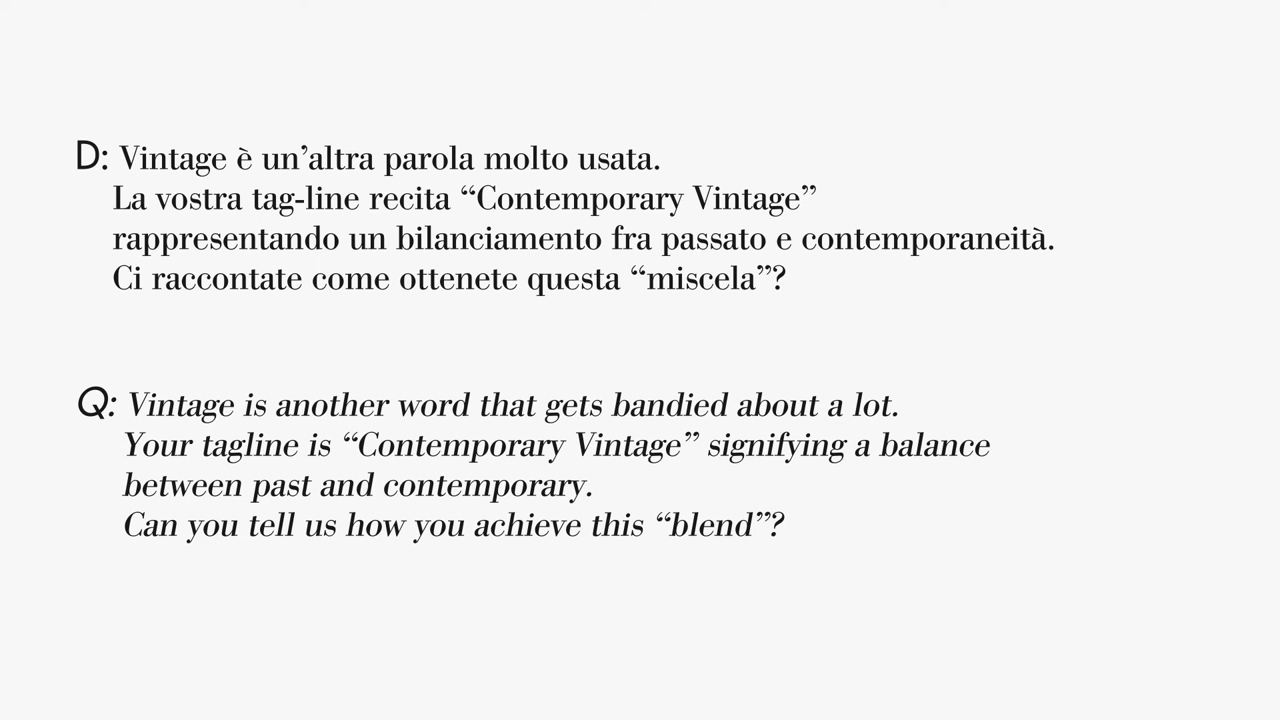 D: Vintage è un’altra parola molto usata.
La vostra tag-line recita “Contemporary Vintage”
rappresentando un bilanciamento fra passato e contemporaneità.
Ci raccontate come ottenete questa “miscela”?
Q: Vintage is another word that gets bandied about a lot.
Your tagline is “Contemporary Vintage” signifying a balance
between past and contemporary.
Can you tell us how you achieve this “blend”?